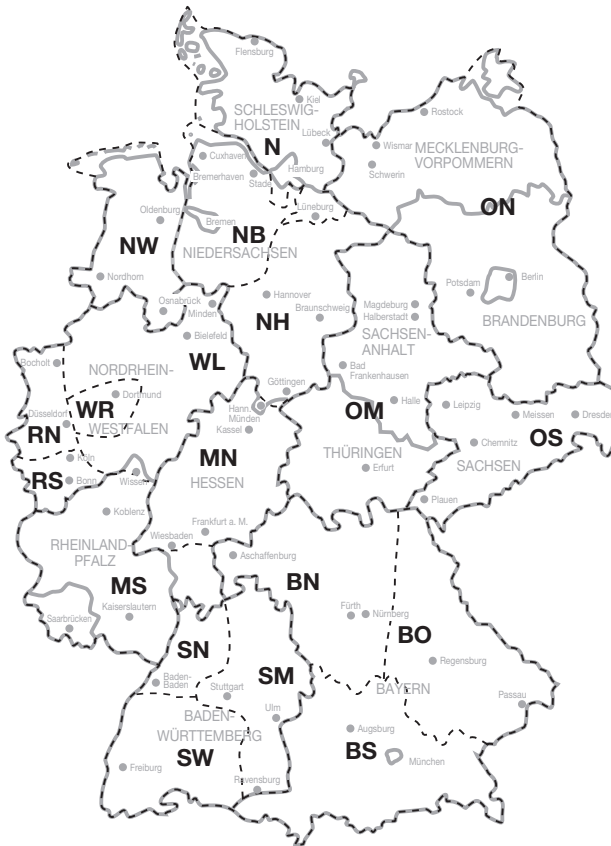 Flensburg
Kiel
SCHLESWIG-
HOLSTEIN
N
Lübeck
Rostock
Wismar
MECKLENBURG-
VORPOMMERN
Schwerin
Cuxhaven
Hamburg
Bremerhaven
Stade
Lüneburg
ON
Oldenburg
Bremen
NB
NW
NIEDERSACHSEN
Nordhorn
Osnabrück
Minden
Hannover
Braunschweig
NH
Magdeburg
Halberstadt
Potsdam
Berlin
BRANDENBURG
SACHSEN-
ANHALT
Bielefeld
WL
Bocholt
NORDRHEIN-
Bad
Frankenhausen
Göttingen
Dortmund
WR
Düsseldorf
WESTFALEN
RN
Hann.
Münden
Kassel
OM
Halle
Leipzig
Meissen
Dresden
OS
Chemnitz
SACHSEN
MN
HESSEN
THÜRINGEN
Erfurt
Köln
RS
Bonn
Wissen
Plauen
Koblenz
Frankfurt a. M.
Wiesbaden
Aschaffenburg
RHEINLAND-
PFALZ
MS
BN
Kaiserslautern
Saarbrücken
Fürth
Nürnberg
BO
SN
SM
Regensburg
Baden-
Baden
Stuttgart
BAYERN
Passau
BADEN-
WÜRTTEMBERG
Ulm
Augsburg
BS
SW
München
Freiburg
Ravensburg